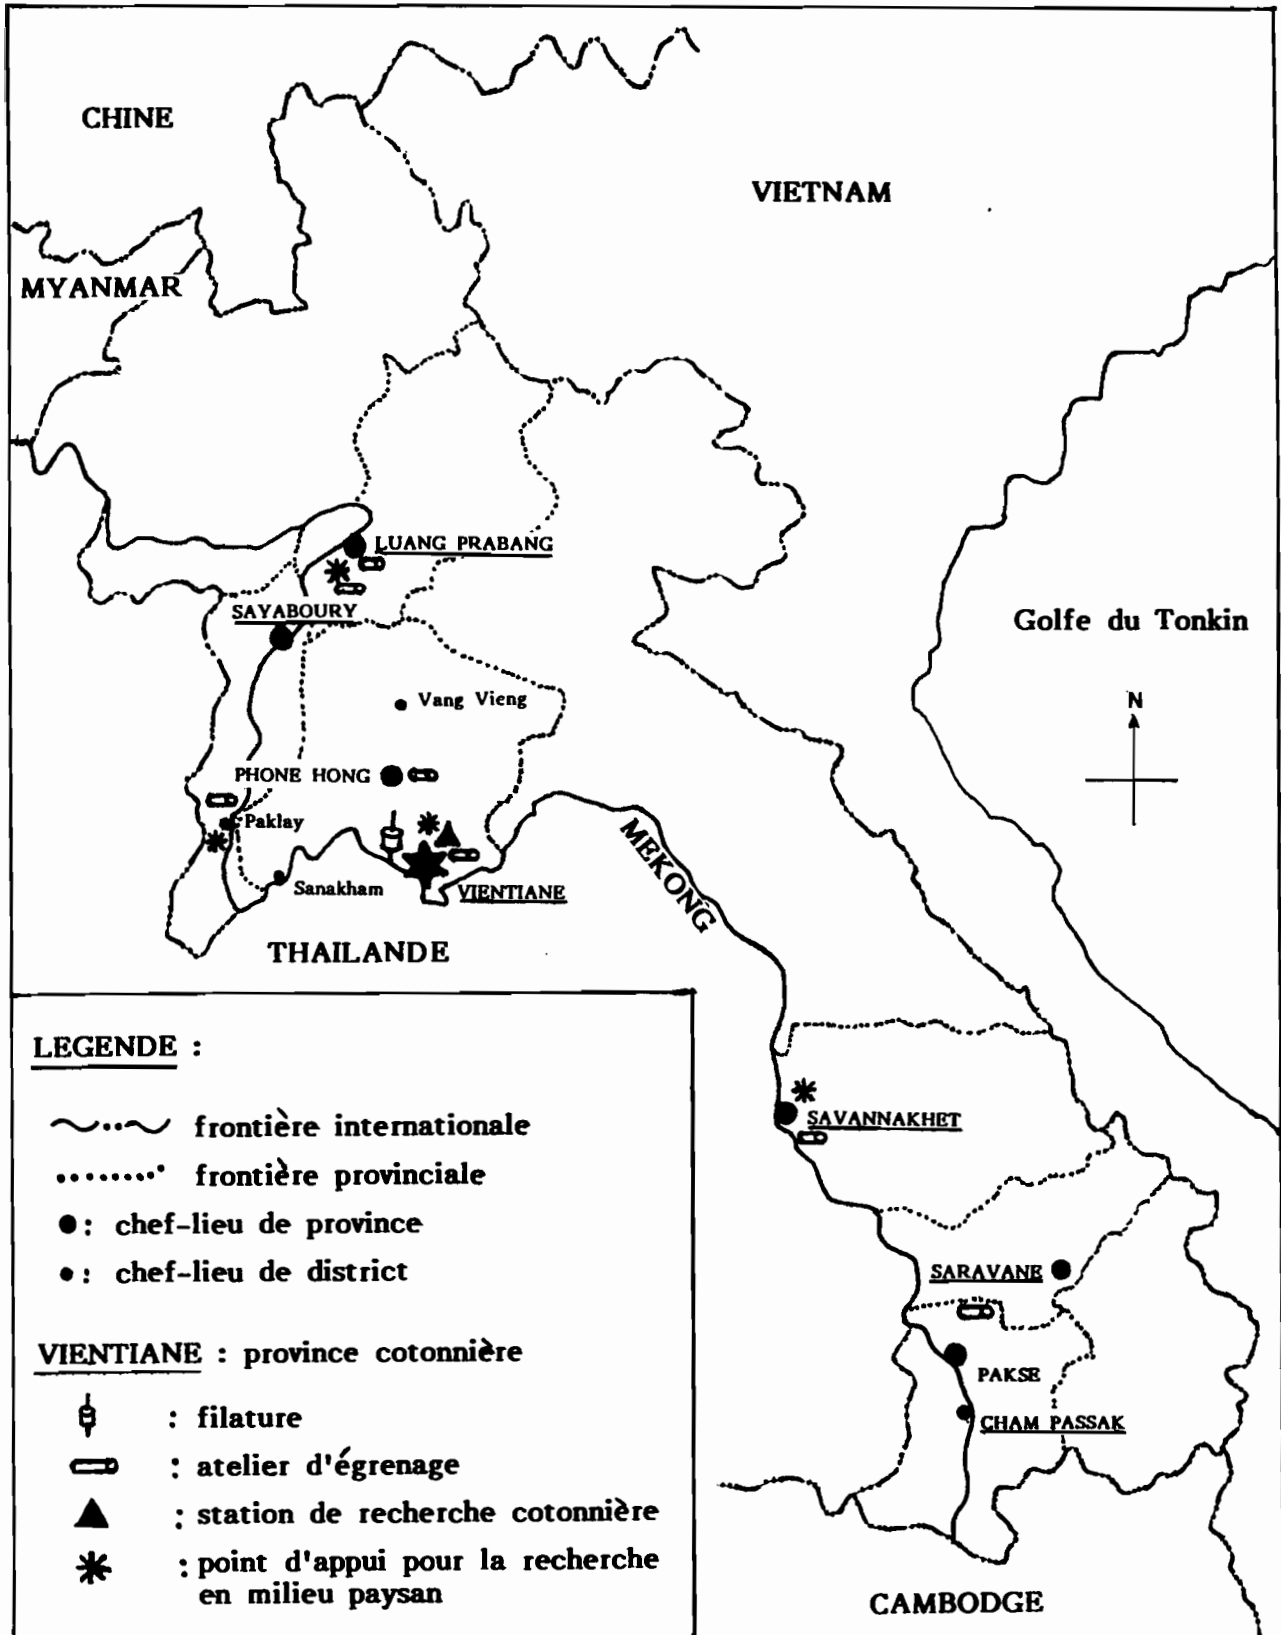 CHINE
VIETNAM
MYANMAR
LUANG PRABANG
SAYABOURY
Golfe du Tonkin
N
Vang Vieng
PHONE HONG
Paklay
Sanakham
VIENTIANE
MEKONG
THAILANDE
SAVANNAKHET
SARAVANE
PAKSE
CHAM PASSAK
CAMBODGE
LEGENDE :
frontière internationale
frontière provinciale
: chef-lieu de province
: chef-lieu de district
VIENTIANE : province cotonnière
: filature
: atelier d'égrenage
: station de recherche cotonnière
: point d'appui pour la recherche
en milieu paysan